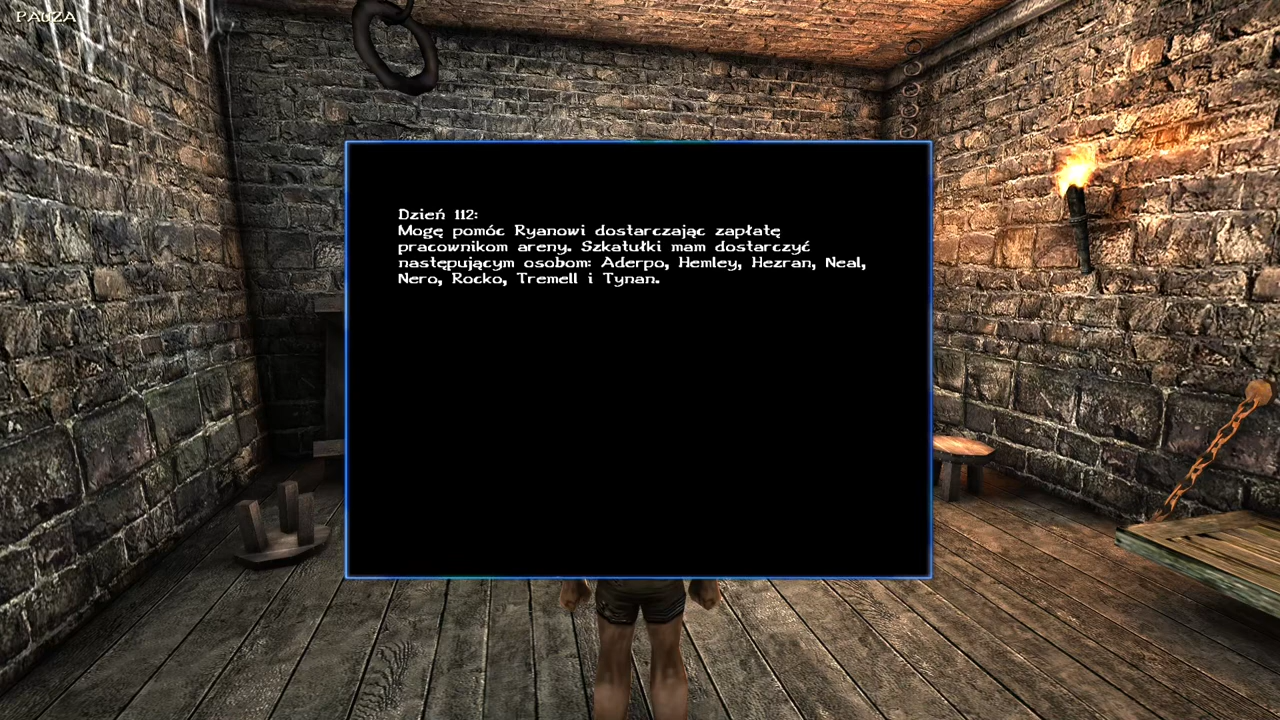 PAUZA
Dzień 112:
Mogę pomóc Ryanowi dostarczając zapłatę
pracownikom areny. Szkatułki mam dostarczyć
następującym osobom: Aderpo, Hemley, Hezran, Neal,
Nero, Rocko, Tremell i Tynan.